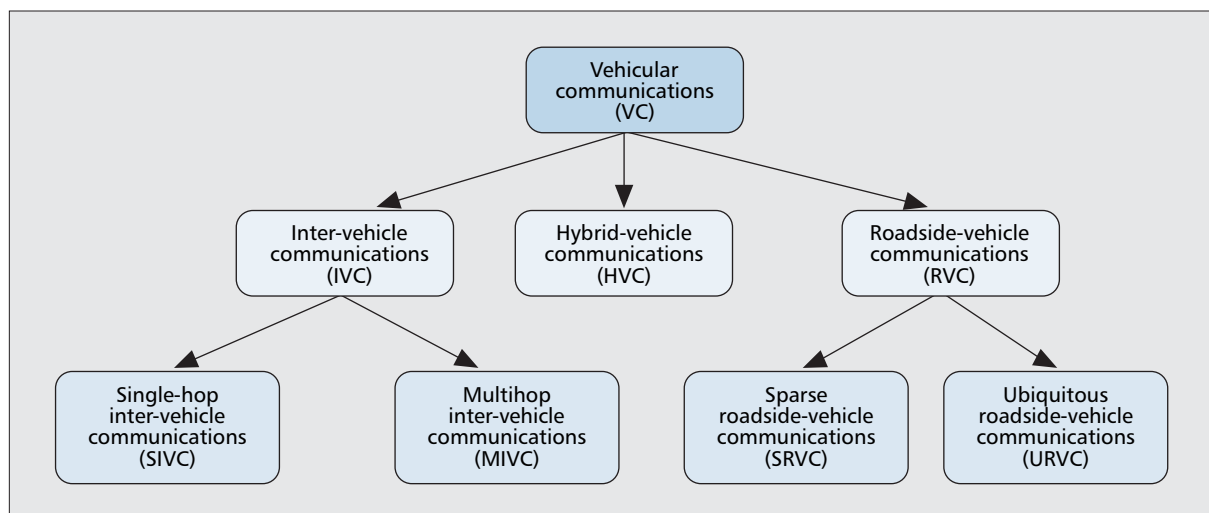 Vehicular
communications
(VC)
Inter-vehicle
communications
(IVC)
Hybrid-vehicle
communications
(HVC)
Roadside-vehicle
communications
(RVC)
Single-hop
inter-vehicle
communications
(SIVC)
Multihop
inter-vehicle
communications
(MIVC)
Sparse
roadside-vehicle
communications
(SRVC)
Ubiquitous
roadside-vehicle
communications
(URVC)